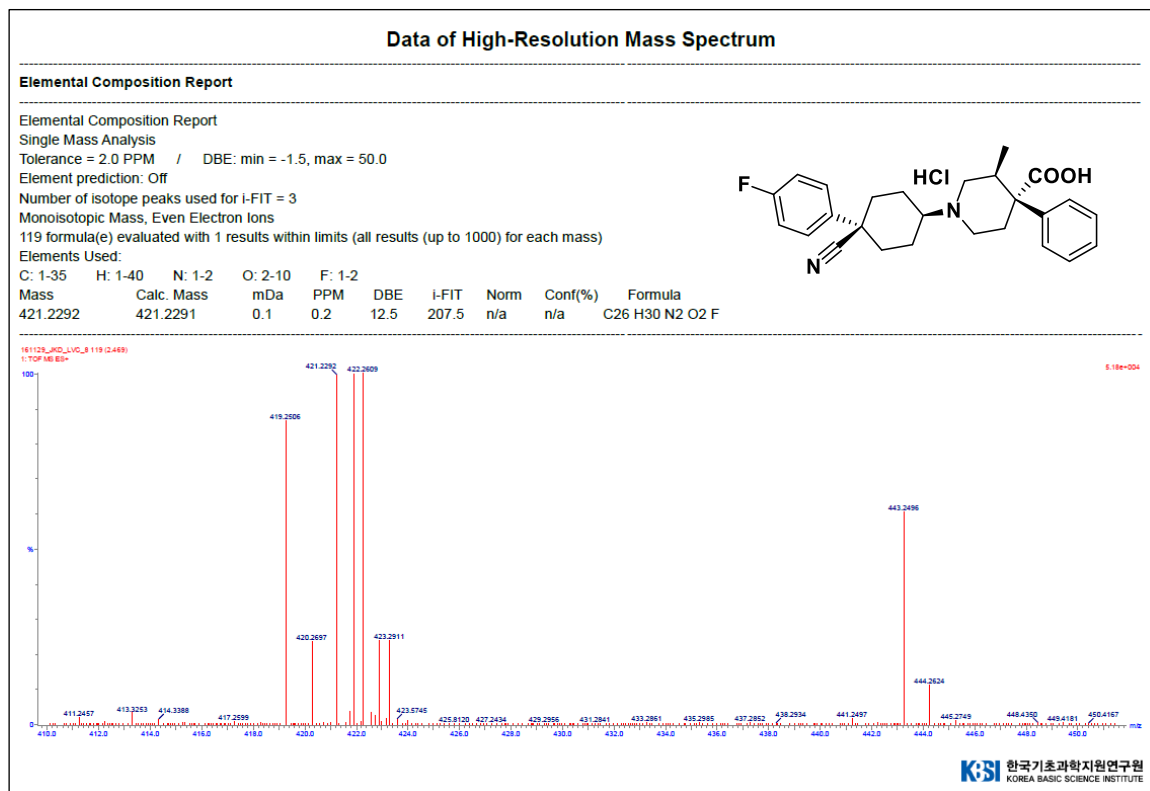 Data of High-Resolution Mass Spectrum
Elemental Composition Report
Elemental Composition Report
Single Mass Analysis
Tolerance = 2.0 PPM / DBE: min = -1.5, max = 50.0
Element prediction: Off
Number of isotope peaks used for i-FIT = 3
Monoisotopic Mass, Even Electron Ions
119 formula(e) evaluated with 1 results within limits (all results (up to 1000) for each mass)
Elements Used:
C: 1-35 H: 1-40 N: 1-2 O: 2-10 F: 1-2
Mass Calc. Mass mDa PPM DBE i-FIT Norm Conf(%) Formula
421.2292 421.2291 0.1 0.2 12.5 207.5 n/a n/a C26 H30 N2 O2 F
HCl
COOH
F
N
N
161129_JKD_LVC_8 119 (2.469)
1: TOF MS ES+
5.18e+004
100
%
0
421.2292
422.2609
419.2506
443.2496
420.2697
423.2911
444.2624
411.2457
413.3253
414.3388
417.2599
423.5745
425.8120
427.2434
429.2956
431.2841
433.2861
435.2985
437.2852
438.2934
441.2497
445.2749
448.4350
449.4181
450.4167
410.0 412.0 414.0 416.0 418.0 420.0 422.0 424.0 426.0 428.0 430.0 432.0 434.0 436.0 438.0 440.0 442.0 444.0 446.0 448.0 450.0
m/z
KBSI 한국기초과학지원연구원
KOREA BASIC SCIENCE INSTITUTE